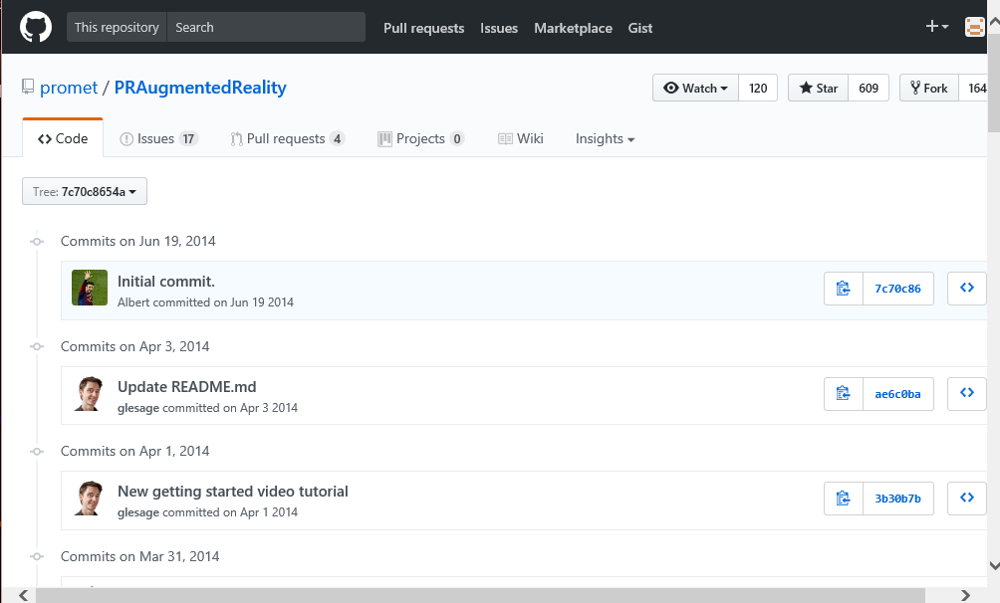 This repository Search Pull requests Issues Marketplace Gist
promet / PRAugmentedReality Watch 120 Star 609 Fork 164
Code Issues 17 Pull requests 4 Projects 0 Wiki Insights
Tree: 7c70c8654a
Commits on Jun 19, 2014
Initial commit.
Albert committed on Jun 19 2014
7c70c86
Commits on Apr 3, 2014
Update README.md
glesage committed on Apr 3 2014
ae6c0ba
Commits on Apr 1, 2014
New getting started video tutorial
glesage committed on Apr 1 2014
3b30b7b
Commits on Mar 31, 2014